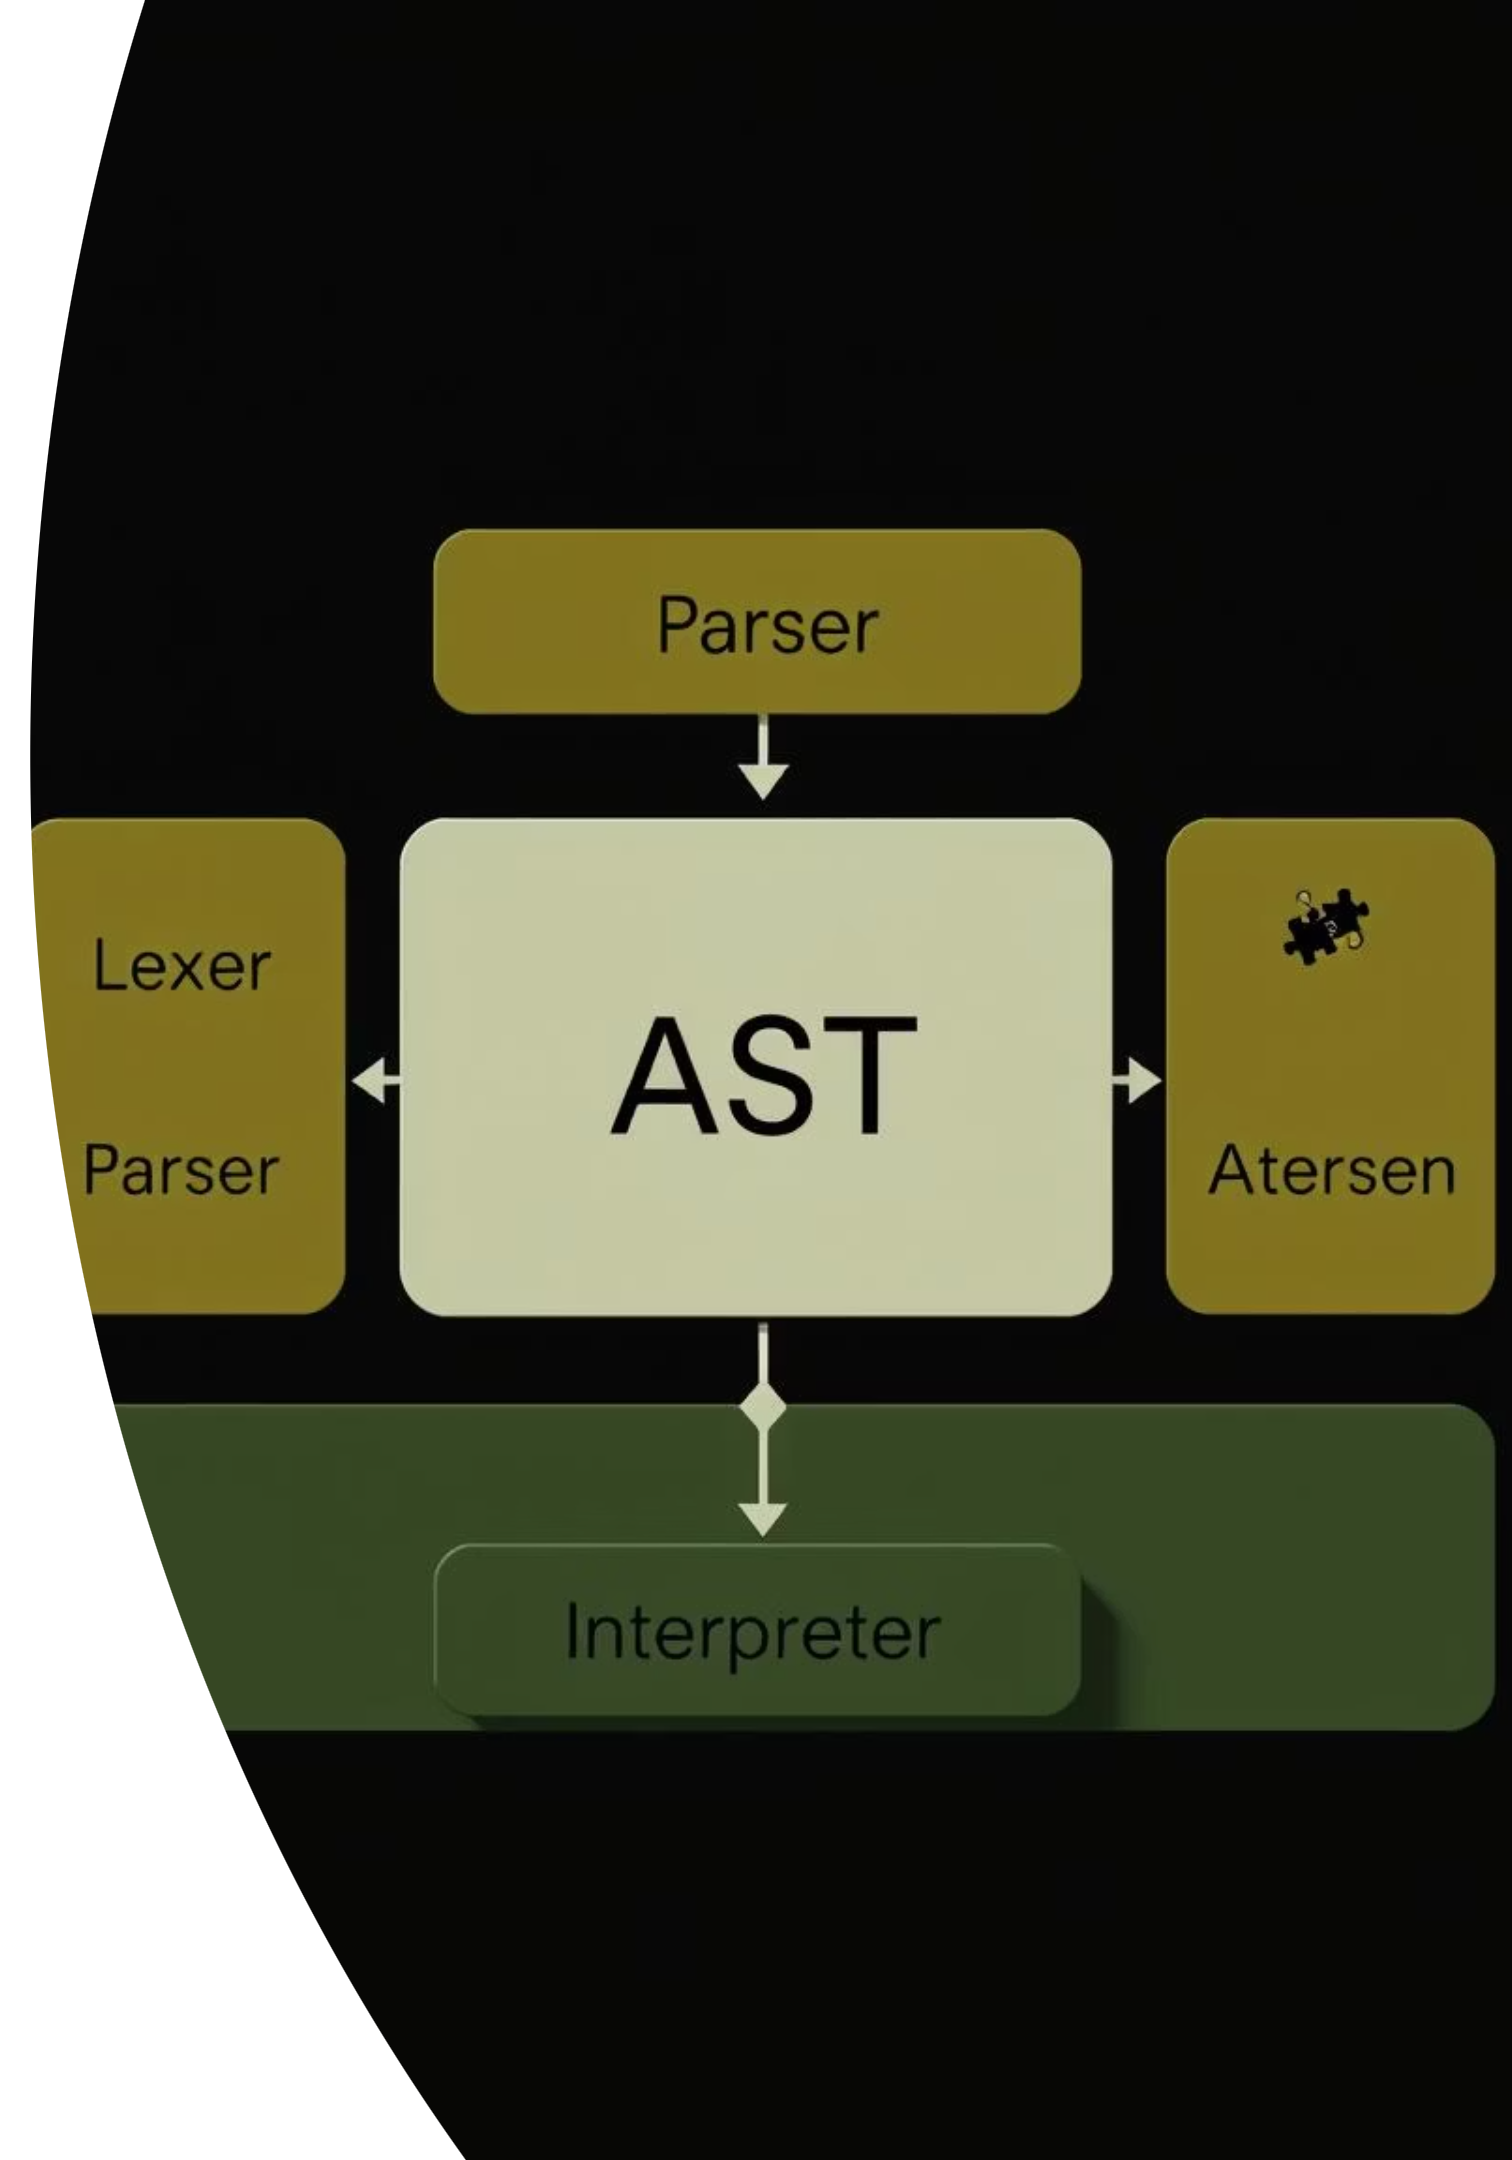 Parser
Lexer
Parser
AST
Atersen
Interpreter